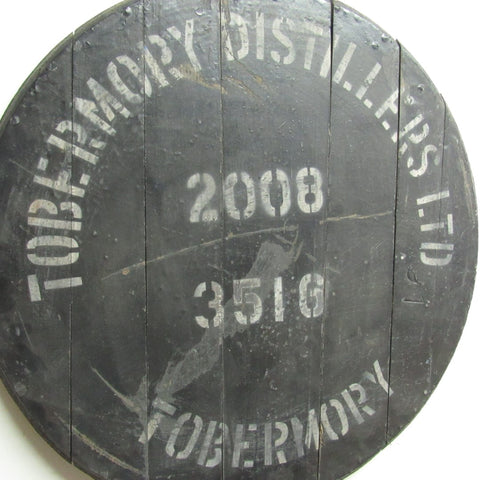 TOBERMORY DISTILLERS LTD
2008
3516
TOBERMORY